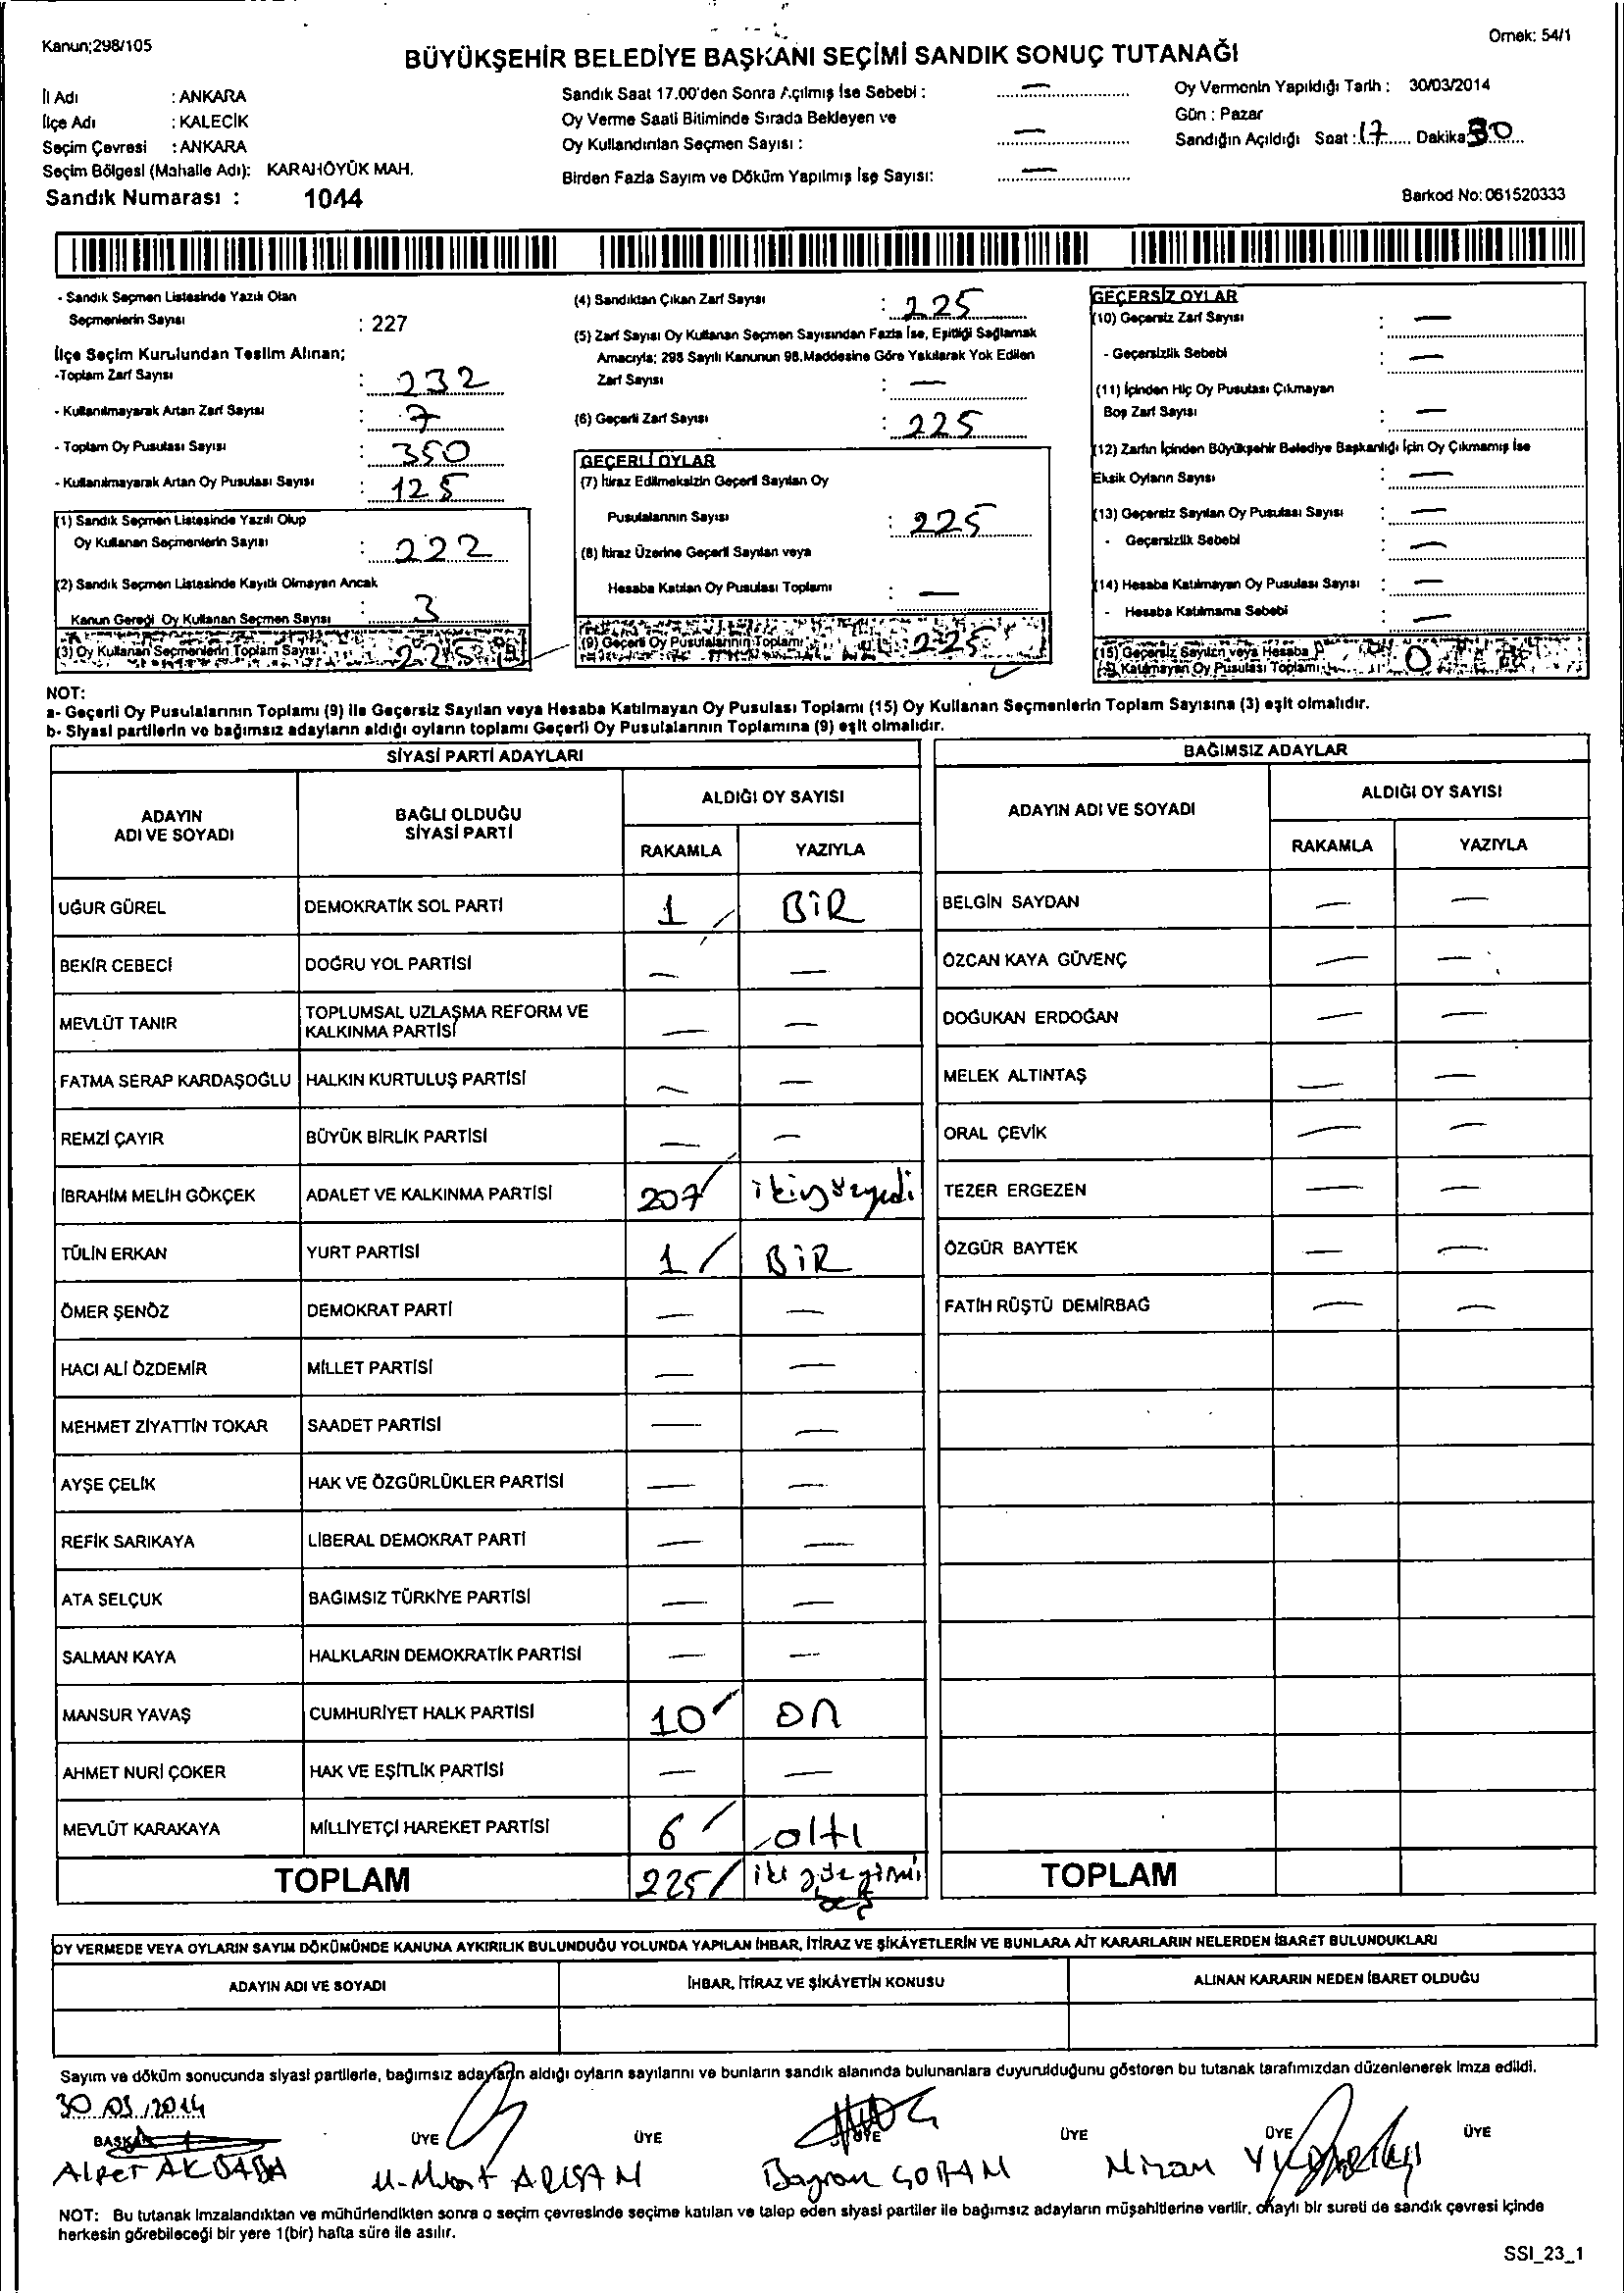 Kanun;298/105
Örnek: 54/1
BÜYÜKŞEHİR BELEDİYE BAŞKANI SEÇİMİ SANDIK SONUÇ TUTANAĞI
İl Adı : ANKARA
İlçe Adı : KALECİK
Seçim Çevresi : ANKARA
Seçim Bölgesi (Mahalle Adı): KARAHÖYÜK MAH.
Sandık Numarası : 1044
Sandık Saat 17.00'den Sonra Açılmış İse Sebebi : —
Oy Verme Saati Bitiminde Sırada Bekleyen ve
Oy Kullandırılan Seçmen Sayısı : —
Birden Fazla Sayım ve Döküm Yapılmış İse Sayısı: —
Oy Vermenin Yapıldığı Tarih : 30/03/2014
Gün : Pazar
Sandığın Açıldığı Saat : 17 Dakika 30
Barkod No: 061520333
- Sandık Seçmen Listesinde Yazılı Olan
Seçmenlerin Sayısı : 227
İlçe Seçim Kurulundan Teslim Alınan;
-Toplam Zarf Sayısı : 232
- Kullanılmayarak Artan Zarf Sayısı : 7
- Toplam Oy Pusulası Sayısı : 350
- Kullanılmayarak Artan Oy Pusulası Sayısı : 125
(1) Sandık Seçmen Listesinde Yazılı Olup
Oy Kullanan Seçmenlerin Sayısı : 222
(2) Sandık Seçmen Listesinde Kayıtlı Olmayan Ancak
Kanun Gereği Oy Kullanan Seçmen Sayısı : 3
(3) Oy Kullanan Seçmenlerin Toplam Sayısı : 225
(4) Sandıktan Çıkan Zarf Sayısı : 225
(5) Zarf Sayısı Oy Kullanan Seçmen Sayısından Fazla İse, Eşitliği Sağlamak
Amacıyla; 298 Sayılı Kanunun 98.Maddesine Göre Yakılarak Yok Edilen
Zarf Sayısı : —
(6) Geçerli Zarf Sayısı : 225
GEÇERLİ OYLAR
(7) İtiraz Edilmeksizin Geçerli Sayılan Oy
Pusulalarının Sayısı : 225
(8) İtiraz Üzerine Geçerli Sayılan veya
Hesaba Katılan Oy Pusulası Toplamı : —
(9) Geçerli Oy Pusulalarının Toplamı : 225
GEÇERSİZ OYLAR
(10) Geçersiz Zarf Sayısı : —
- Geçersizlik Sebebi : —
(11) İçinden Hiç Oy Pusulası Çıkmayan
Boş Zarf Sayısı : —
(12) Zarfın İçinden Büyükşehir Belediye Başkanlığı İçin Oy Çıkmamış İse
Eksik Oyların Sayısı : —
(13) Geçersiz Sayılan Oy Pusulası Sayısı : —
- Geçersizlik Sebebi : —
(14) Hesaba Katılmayan Oy Pusulası Sayısı : —
- Hesaba Katılmama Sebebi : —
(15) Geçersiz Sayılan veya Hesaba
Katılmayan Oy Pusulası Toplamı 0
NOT:
a- Geçerli Oy Pusulalarının Toplamı (9) ile Geçersiz Sayılan veya Hesaba Katılmayan Oy Pusulası Toplamı (15) Oy Kullanan Seçmenlerin Toplam Sayısına (3) eşit olmalıdır.
b- Siyasi partilerin ve bağımsız adayların aldığı oyların toplamı Geçerli Oy Pusulalarının Toplamına (9) eşit olmalıdır.
SİYASİ PARTİ ADAYLARI
ADAYIN ADI VE SOYADI BAĞLI OLDUĞU SİYASİ PARTİ ALDIĞI OY SAYISI
RAKAMLA YAZIYLA
UĞUR GÜREL DEMOKRATİK SOL PARTİ 1 BİR
BEKİR CEBECİ DOĞRU YOL PARTİSİ — —
MEVLÜT TANIR TOPLUMSAL UZLAŞMA REFORM VE KALKINMA PARTİSİ — —
FATMA SERAP KARDAŞOĞLU HALKIN KURTULUŞ PARTİSİ — —
REMZİ ÇAYIR BÜYÜK BİRLİK PARTİSİ — —
İBRAHİM MELİH GÖKÇEK ADALET VE KALKINMA PARTİSİ 207 ikiyüzyedi
TÜLİN ERKAN YURT PARTİSİ 1 BİR
ÖMER ŞENÖZ DEMOKRAT PARTİ — —
HACI ALİ ÖZDEMİR MİLLET PARTİSİ — —
MEHMET ZİYATTİN TOKAR SAADET PARTİSİ — —
AYŞE ÇELİK HAK VE ÖZGÜRLÜKLER PARTİSİ — —
REFİK SARIKAYA LİBERAL DEMOKRAT PARTİ — —
ATA SELÇUK BAĞIMSIZ TÜRKİYE PARTİSİ — —
SALMAN KAYA HALKLARIN DEMOKRATİK PARTİSİ — —
MANSUR YAVAŞ CUMHURİYET HALK PARTİSİ 10 on
AHMET NURİ ÇOKER HAK VE EŞİTLİK PARTİSİ — —
MEVLÜT KARAKAYA MİLLİYETÇİ HAREKET PARTİSİ 6 altı
TOPLAM 225 iki yüz yirmi beş
BAĞIMSIZ ADAYLAR
ADAYIN ADI VE SOYADI ALDIĞI OY SAYISI
RAKAMLA YAZIYLA
BELGİN SAYDAN — —
ÖZCAN KAYA GÜVENÇ — —
DOĞUKAN ERDOĞAN — —
MELEK ALTINTAŞ — —
ORAL ÇEVİK — —
TEZER ERGEZEN — —
ÖZGÜR BAYTEK — —
FATİH RÜŞTÜ DEMİRBAĞ — —
TOPLAM
OY VERMEDE VEYA OYLARIN SAYIM DÖKÜMÜNDE KANUNA AYKIRILIK BULUNDUĞU YOLUNDA YAPILAN İHBAR, İTİRAZ VE ŞİKÂYETLERİN VE BUNLARA AİT KARARLARIN NELERDEN İBARET BULUNDUKLARI
ADAYIN ADI VE SOYADI İHBAR, İTİRAZ VE ŞİKÂYETİN KONUSU ALINAN KARARIN NEDEN İBARET OLDUĞU
Sayım ve döküm sonucunda siyasi partilerle, bağımsız adayların aldığı oyların sayılarını ve bunların sandık alanında bulunanlara duyurulduğunu gösteren bu tutanak tarafımızdan düzenlenerek imza edildi.
30.03.2014
BAŞKAN ÜYE ÜYE ÜYE ÜYE ÜYE ÜYE
Alper AKBABA Bayram ÇOBAN
NOT: Bu tutanak imzalandıktan ve mühürlendikten sonra o seçim çevresinde seçime katılan ve talep eden siyasi partiler ile bağımsız adayların müşahitlerine verilir. onaylı bir sureti de sandık çevresi içinde
herkesin görebileceği bir yere 1(bir) hafta süre ile asılır.
SSI_23_1